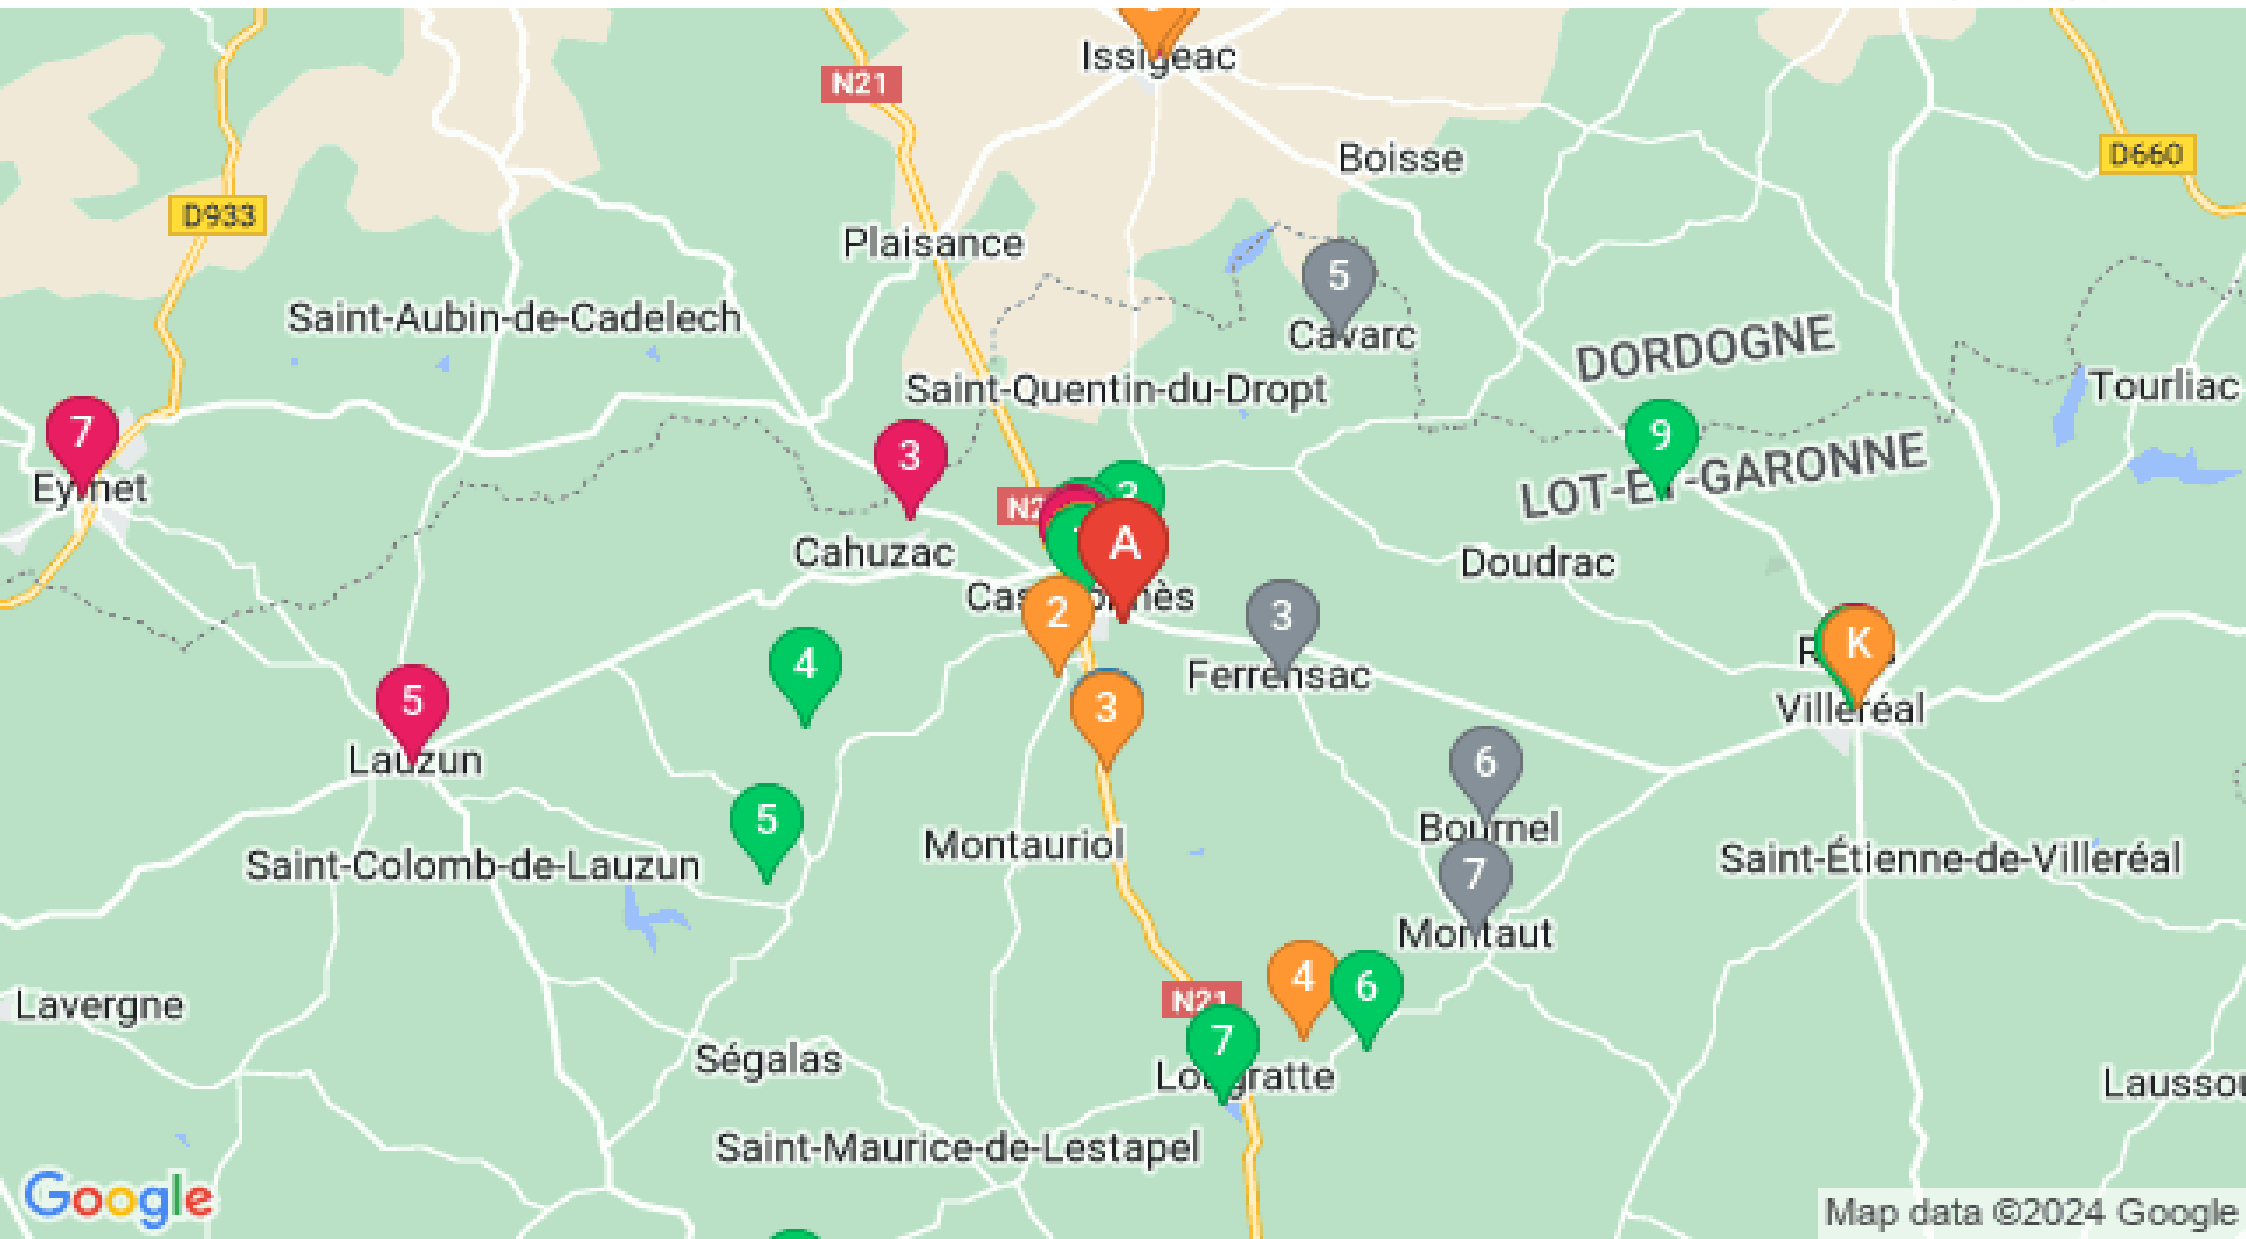 Issigeac
N21
Boisse
D660
D933
Plaisance
5
Saint-Aubin-de-Cadelech
Cavarc
DORDOGNE
Saint-Quentin-du-Dropt
Tourliac
7
3
9
Eymet
LOT-ET-GARONNE
A
Cahuzac
Doudrac
2
3
4
K
Ferrensac
5
3
Villeréal
Lauzun
6
5
Bournel
Montauriol
Saint-Colomb-de-Lauzun
Saint-Étienne-de-Villeréal
7
Montaut
4
6
N21
Lavergne
7
Ségalas
Lougratte
Saint-Maurice-de-Lestapel
Google
Map data ©2024 Google